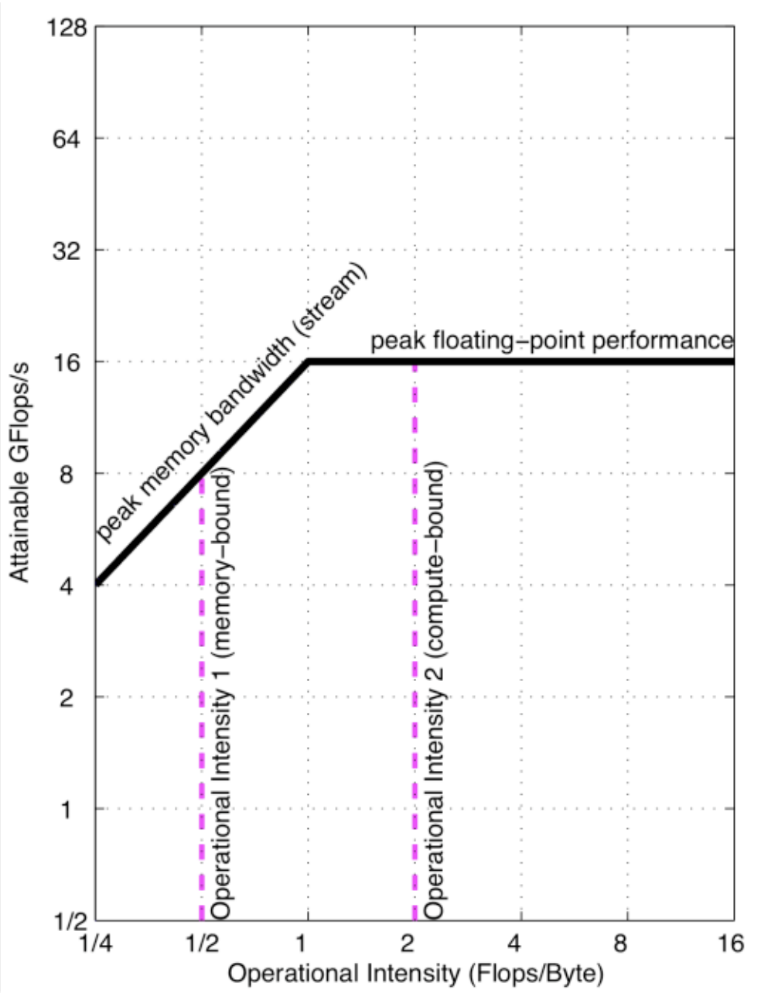 128
64
32
16
8
4
2
1
1/2
Attainable GFlops/s
peak memory bandwidth (stream)
peak floating−point performance
Operational Intensity 1 (memory−bound)
Operational Intensity 2 (compute−bound)
1/4 1/2 1 2 4 8 16
Operational Intensity (Flops/Byte)